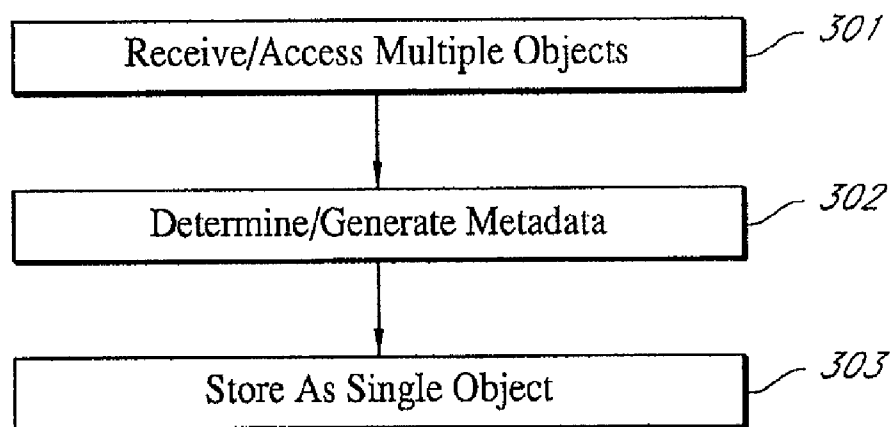 Receive/Access Multiple Objects 301
Determine/Generate Metadata 302
Store As Single Object 303